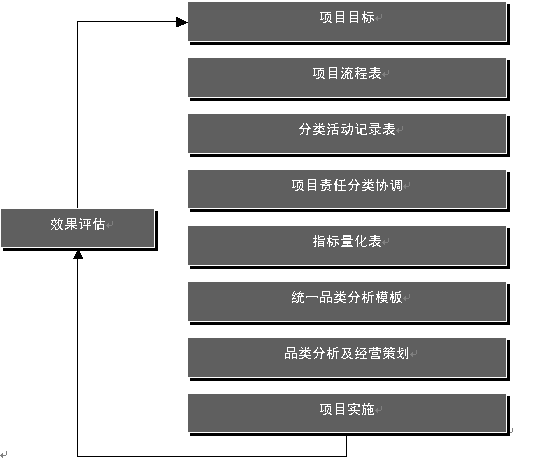 项目目标
项目流程表
分类活动记录表
项目责任分类协调
效果评估
指标量化表
统一品类分析模板
品类分析及经营策划
项目实施